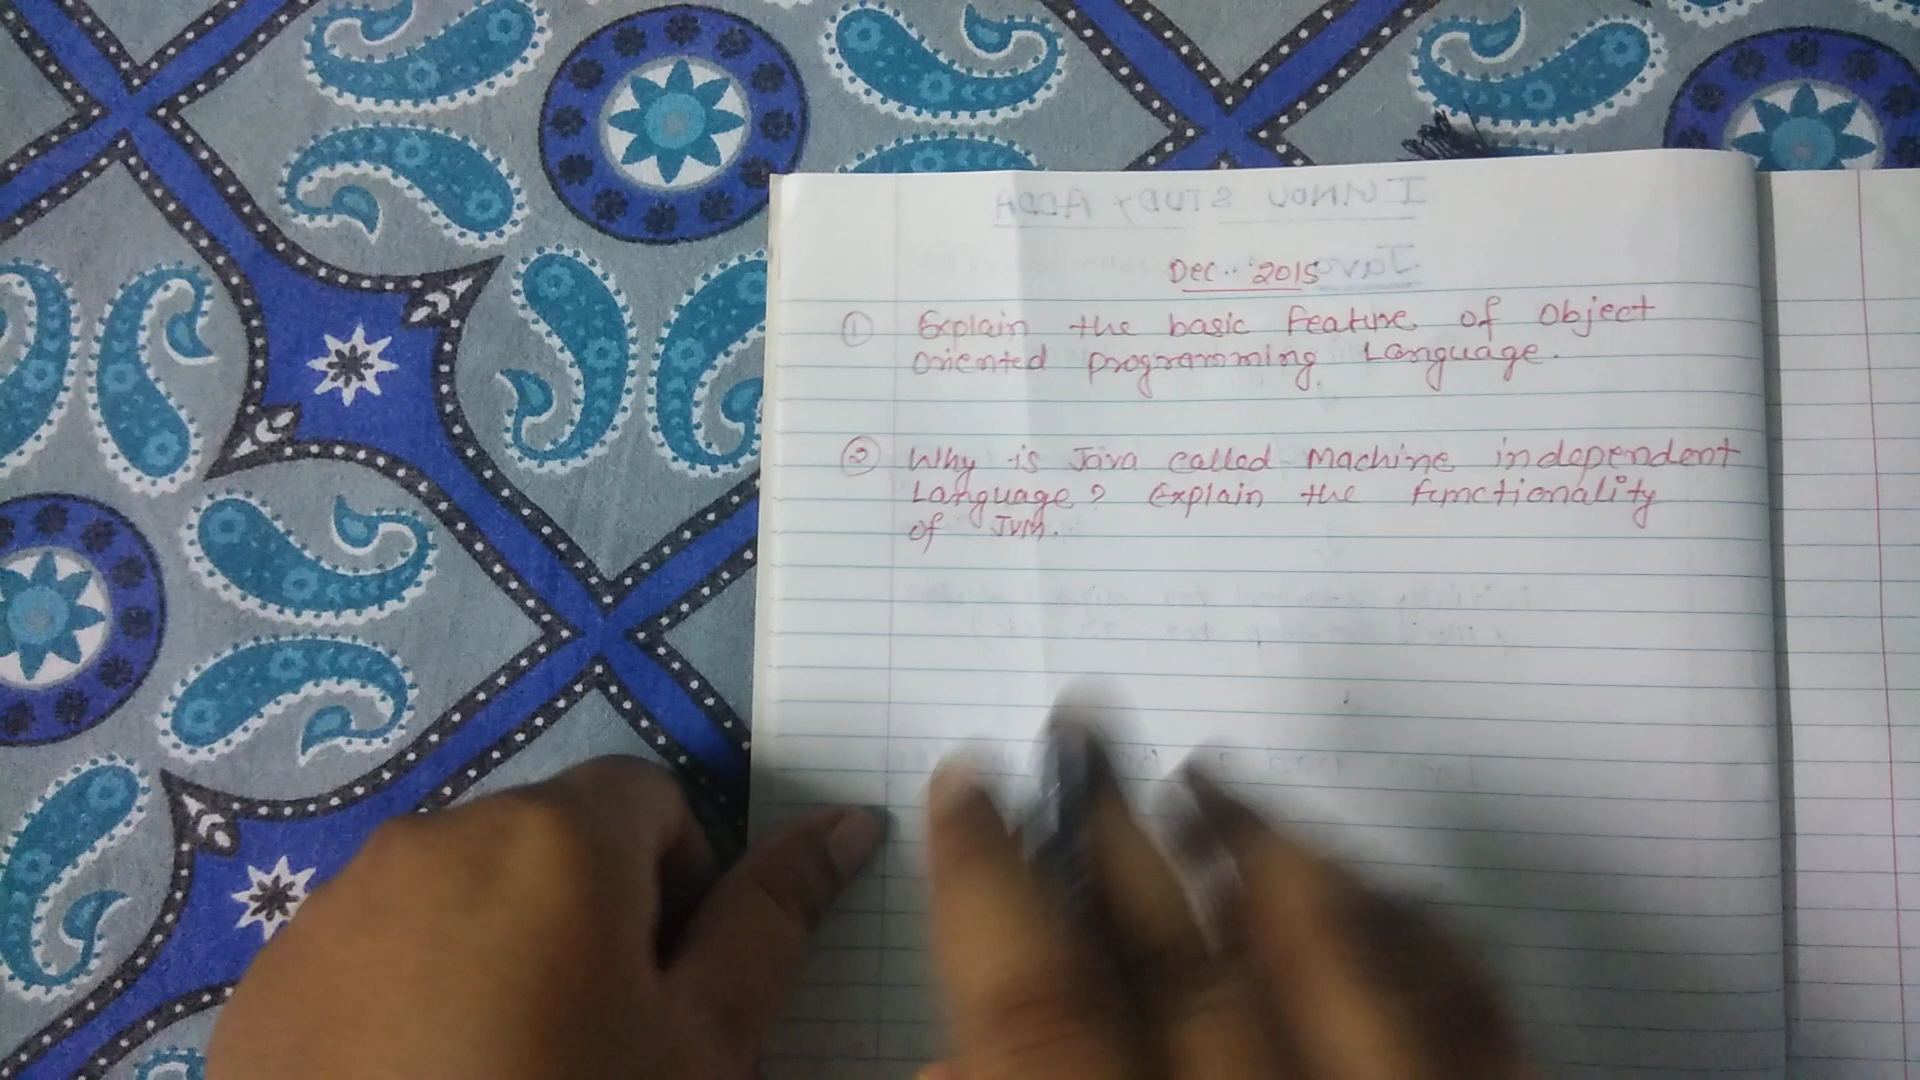 Dec.. 2015
① Explain the basic feature of object
oriented programming Language.
② Why is Java called Machine independent
Language? Explain the functionality
of JVM.